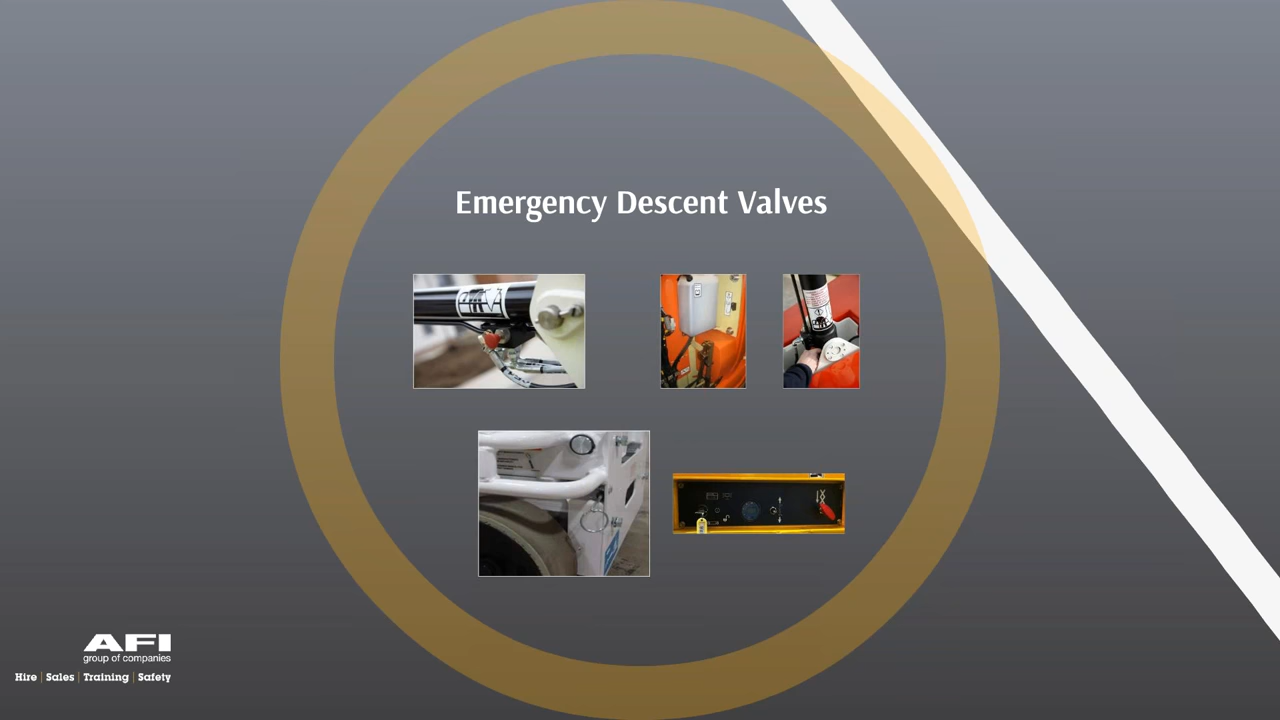 Emergency Descent Valves
AFI
group of companies
Hire | Sales | Training | Safety